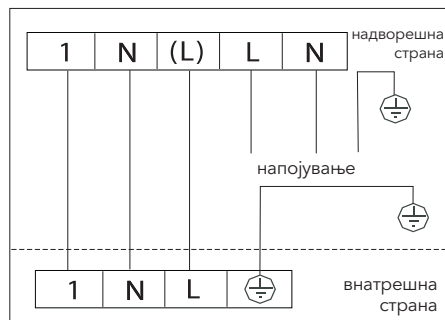 1 N (L) L N
надворешна
страна
напојување
1 N L
внатрешна
страна